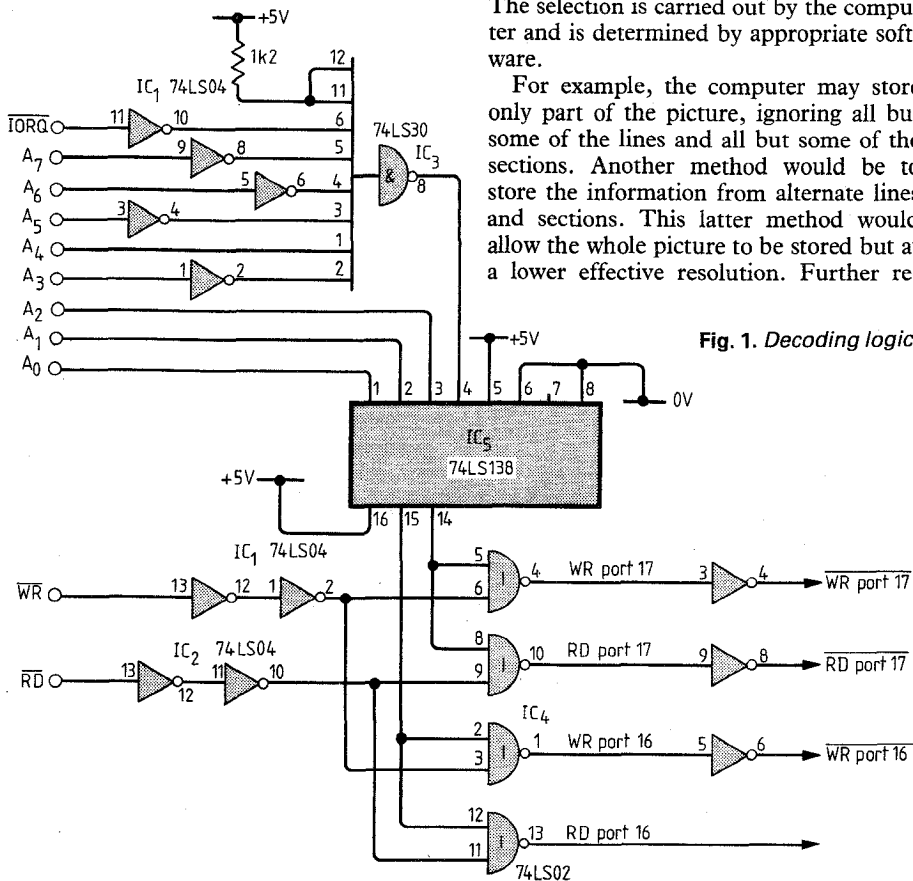 The selection is carried out by the compu
ter and is determined by appropriate soft
ware.
For example, the computer may store
only part of the picture, ignoring all bu
some of the lines and all but some of the
sections. Another method would be to
store the information from alternate lines
and sections. This latter method would
allow the whole picture to be stored but a
a lower effective resolution. Further re
Fig. 1. Decoding logic
+5V
1k2
12
11
IC1 74LS04
IORQ 11 10 6
74LS30
IC3
A7 9 8 5
A6 5 6 4 & 8
A5 3 4 3
A4 1
A3 1 2 2
A2
A1
A0
+5V
1 2 3 4 5 6 7 8
0V
IC5
74LS138
+5V
16 15 14
IC1 74LS04
WR 13 12 1 2
5 6 4 WR port 17 3 4 WR port 17
IC2 74LS04
RD 13 12 11 10
8 9 10 RD port 17 9 8 RD port 17
IC4
2 3 1 WR port 16 5 6 WR port 16
12 11 13 RD port 16
74LS02